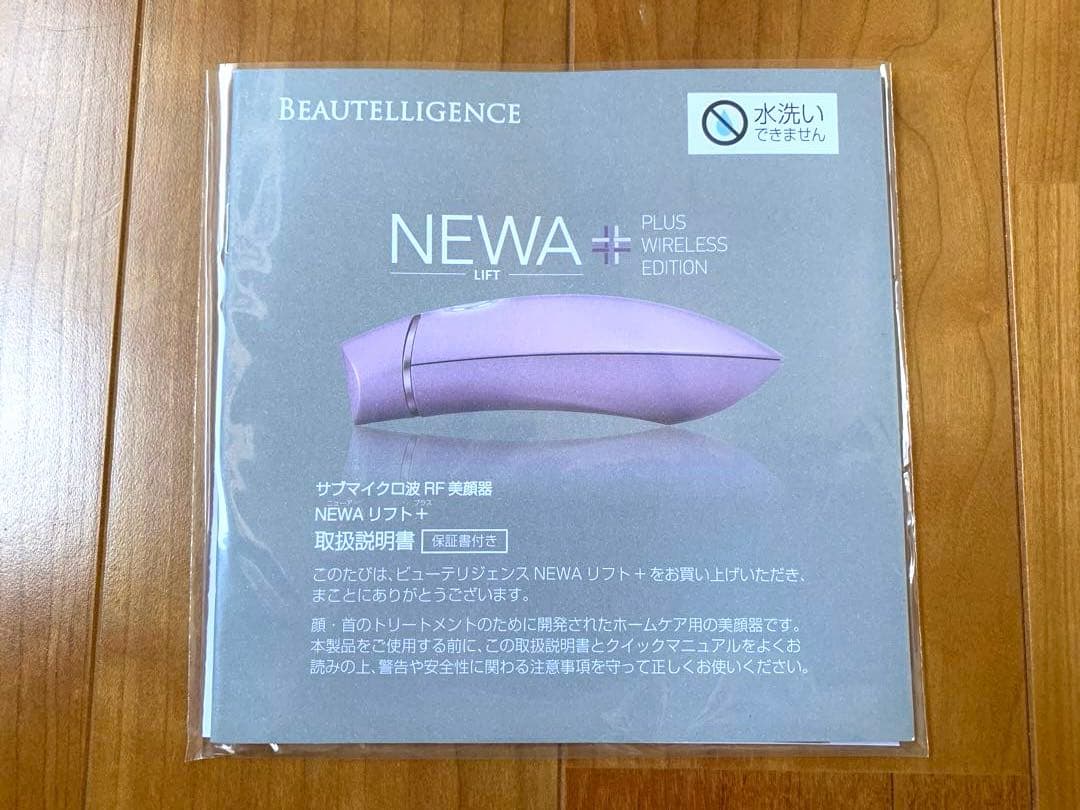 BEAUTELLIGENCE
水洗い
できません
NEWA
LIFT
PLUS
WIRELESS
EDITION
サブマイクロ波 RF 美顔器
ニューア プラス
NEWA リフト+
取扱説明書 保証書付き
このたびは、ビューテリジェンス NEWA リフト + をお買い上げいただき、
まことにありがとうございます。
顔・首のトリートメントのために開発されたホームケア用の美顔器です。
本製品をご使用する前に、この取扱説明書とクイックマニュアルをよくお
読みの上、警告や安全性に関わる注意事項を守って正しくお使いください。